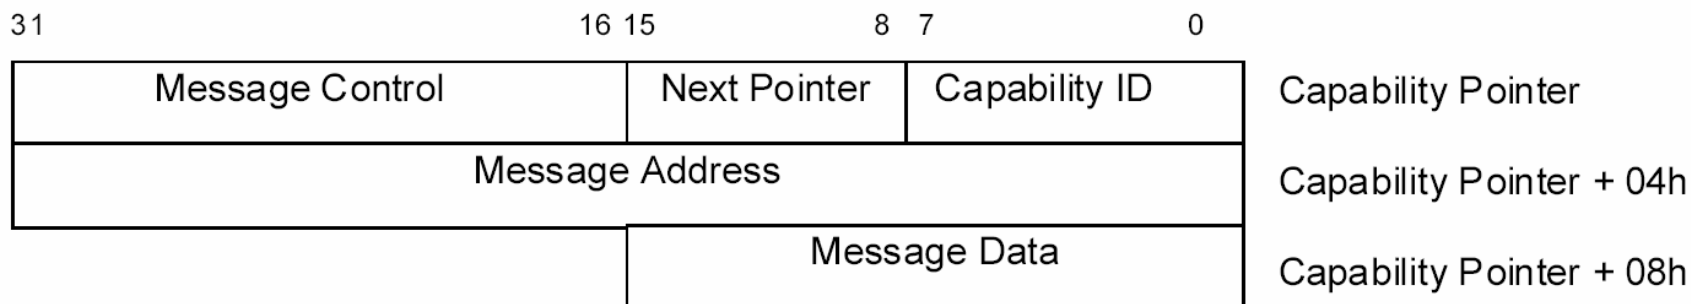 31 16 15 8 7 0
Message Control Next Pointer Capability ID Capability Pointer
Message Address Capability Pointer + 04h
Message Data Capability Pointer + 08h